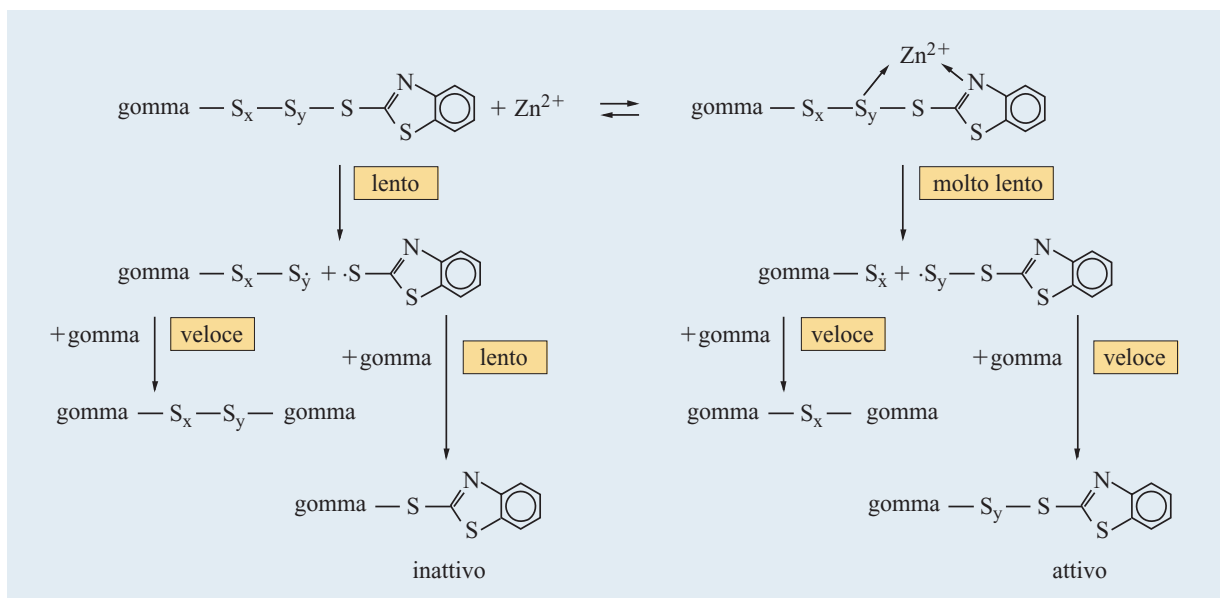 Zn2+
gomma — Sx — Sy — S N S + Zn2+
gomma — Sx — Sy — S N S
lento
molto lento
gomma — Sx — Sẏ + ·S N S
gomma — Sẋ + ·Sy — S N S
+gomma veloce
+gomma lento
+gomma veloce
+gomma veloce
gomma — Sx — Sy — gomma
gomma — Sx — gomma
gomma — S N S
gomma — Sy — S N S
inattivo
attivo